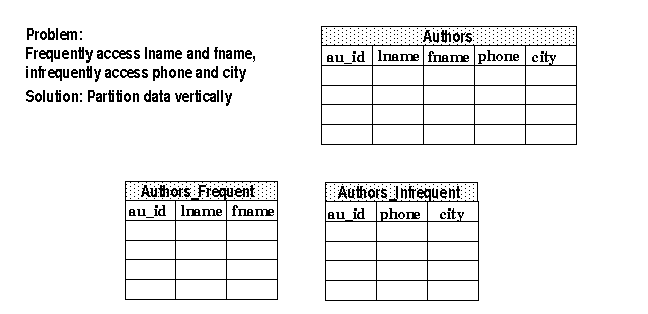 Problem:
Frequently access lname and fname,
infrequently access phone and city
Solution: Partition data vertically
Authors
au_id lname fname phone city
Authors_Frequent
au_id lname fname
Authors_Infrequent
au_id phone city